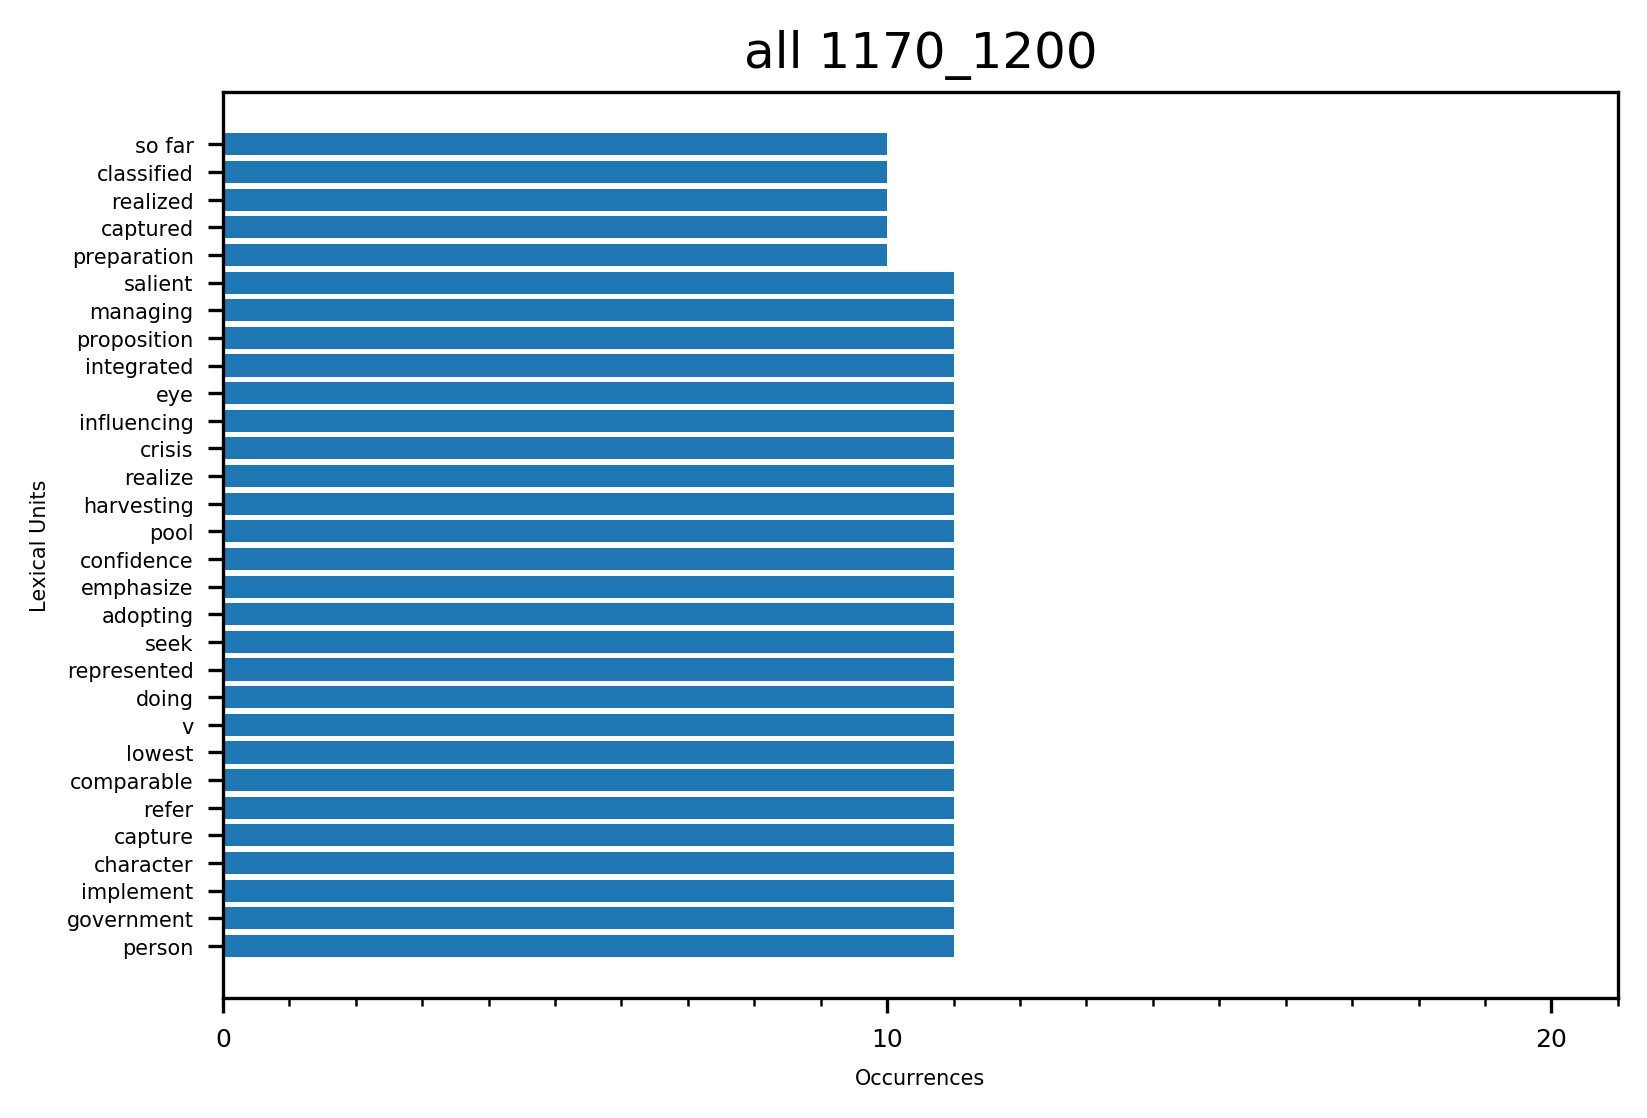 all 1170_1200
so far
classified
realized
captured
preparation
salient
managing
proposition
integrated
eye
influencing
crisis
realize
harvesting
pool
confidence
emphasize
adopting
seek
represented
doing
v
lowest
comparable
refer
capture
character
implement
government
person
Lexical Units
0 10 20
Occurrences